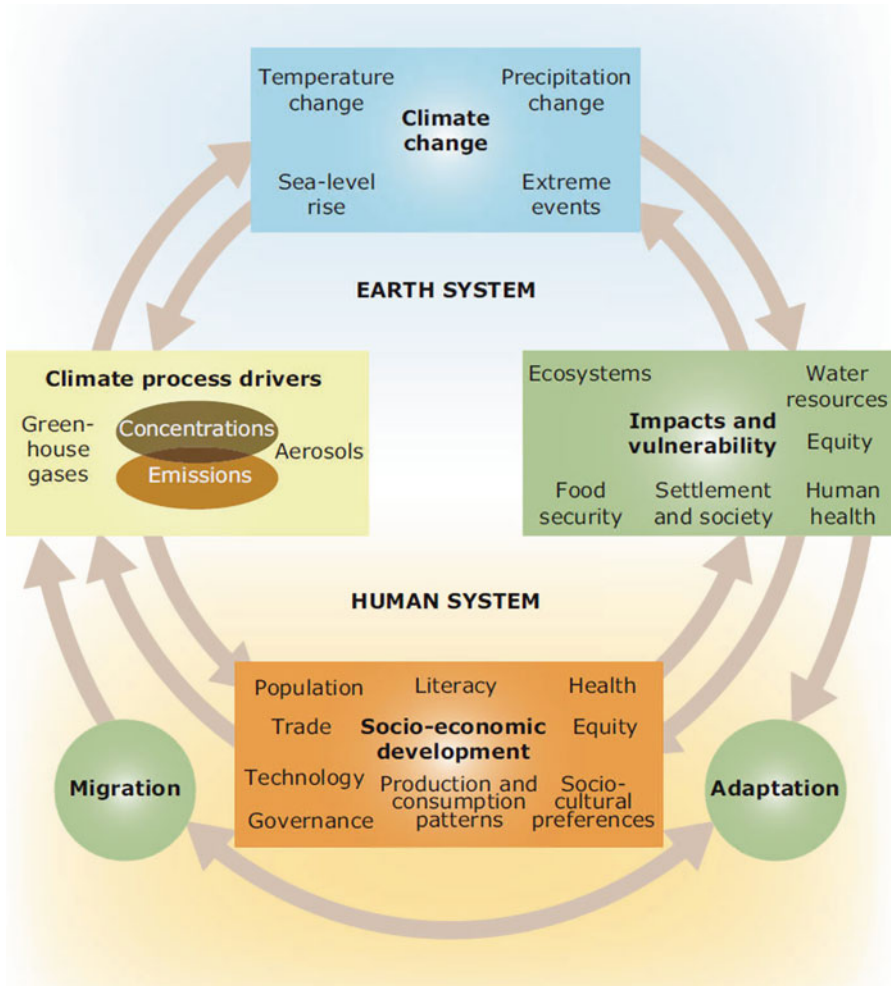 Temperature
change
Precipitation
change
Climate
change
Sea-level
rise
Extreme
events
EARTH SYSTEM
Climate process drivers
Green-
house
gases
Concentrations
Emissions
Aerosols
Ecosystems
Water
resources
Impacts and
vulnerability
Equity
Food
security
Settlement
and society
Human
health
HUMAN SYSTEM
Population
Literacy
Health
Trade
Socio-economic
development
Equity
Technology
Production and
consumption
patterns
Socio-
cultural
preferences
Governance
Migration
Adaptation